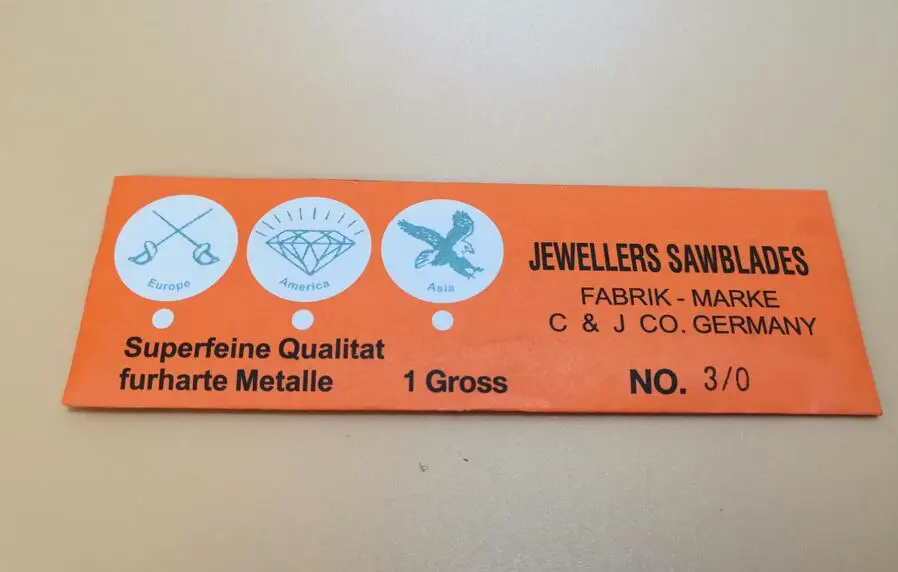 Europe
America
Asia
JEWELLERS SAWBLADES
FABRIK - MARKE
C & J CO. GERMANY
Superfeine Qualitat
furharte Metalle
1 Gross
NO. 3/0